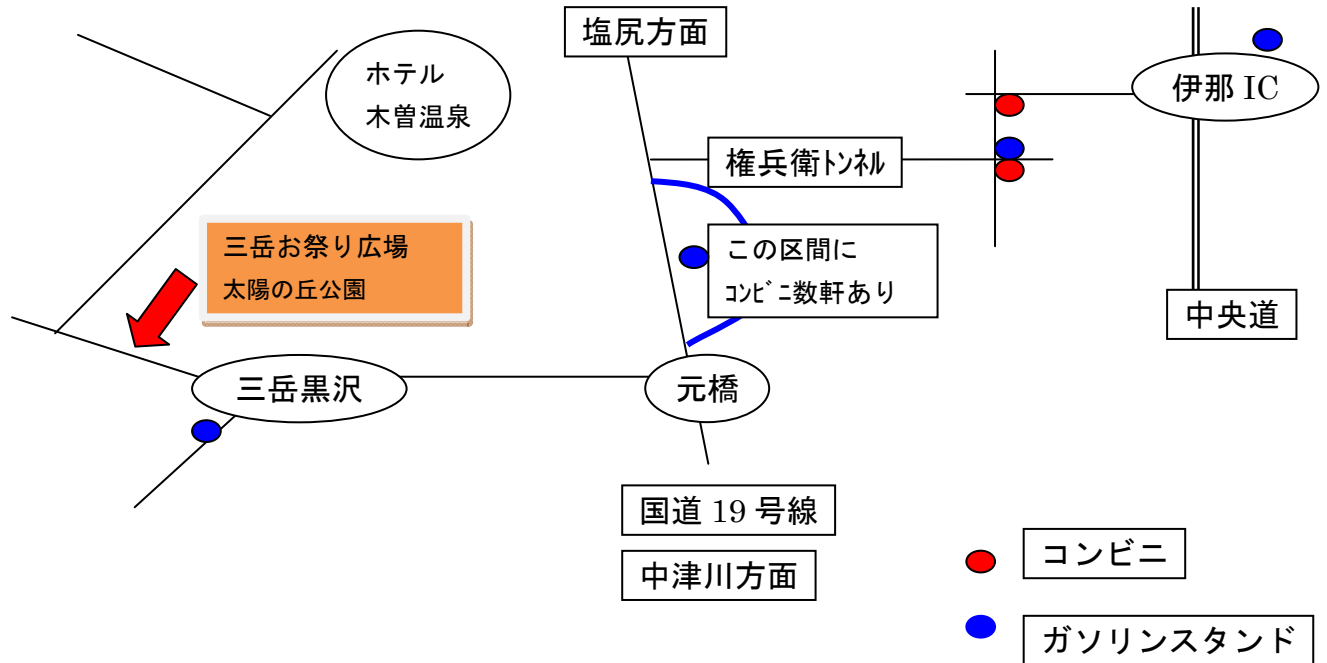 塩尻方面
ホテル
木曽温泉
伊那 IC
権兵衛トンネル
三岳お祭り広場
太陽の丘公園
この区間に
コンビニ数軒あり
中央道
三岳黒沢
元橋
国道 19 号線
中津川方面
コンビニ
ガソリンスタンド